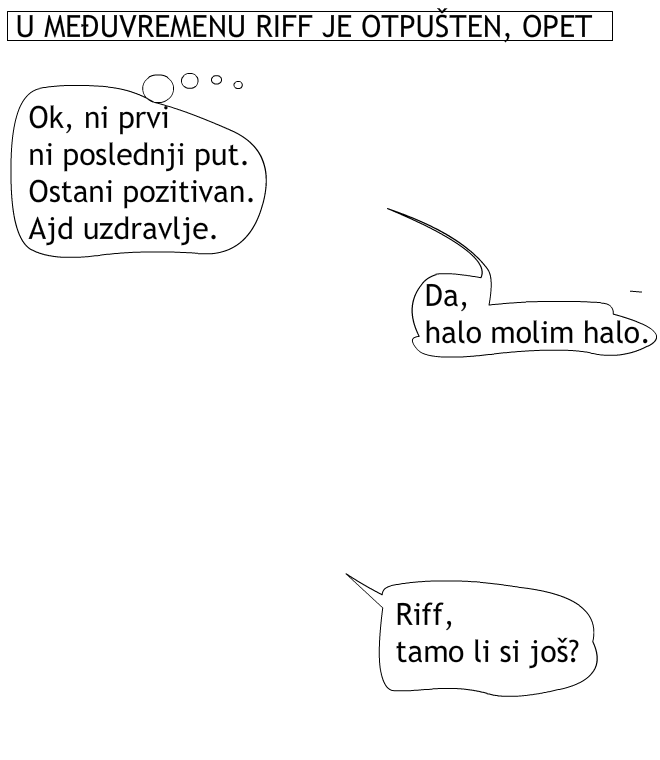 U MEĐUVREMENU RIFF JE OTPUŠTEN, OPET
Ok, ni prvi
ni poslednji put.
Ostani pozitivan.
Ajd uzdravlje.
Da,
halo molim halo.
Riff,
tamo li si još?